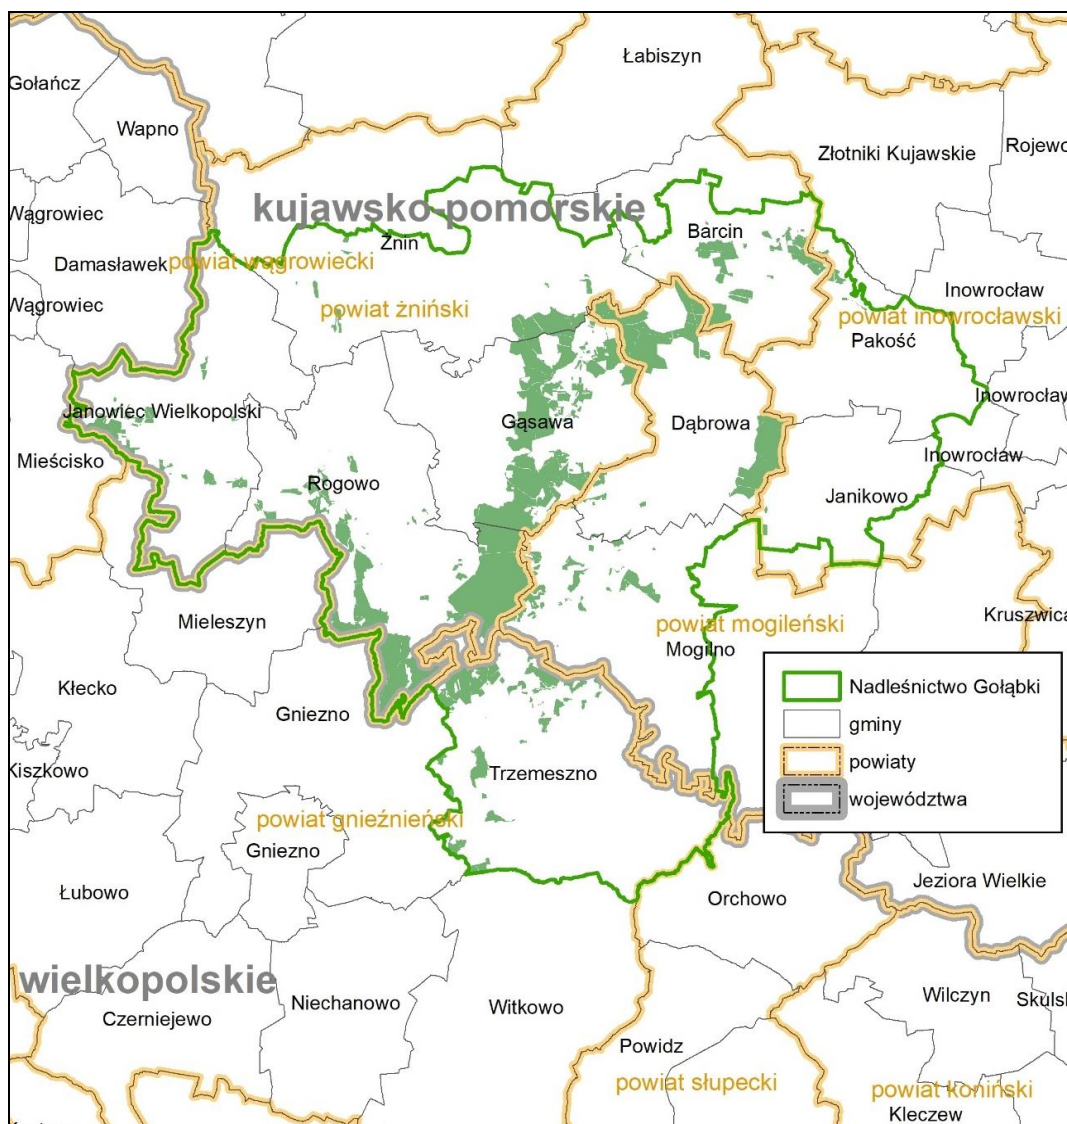 Łabiszyn
Gołańcz
Wapno
Złotniki Kujawskie
Rojewo
kujawsko-pomorskie
Wągrowiec
Żnin
Barcin
Damasławek
powiat wągrowiecki
Wągrowiec
Inowrocław
powiat żniński
powiat inowrocławski
Pakość
Janowiec Wielkopolski
Gąsawa
Dąbrowa
Inowrocław
Mieścisko
Rogowo
Inowrocław
Janikowo
Mieleszyn
powiat mogileński
Mogilno
Kruszwica
Kłecko
Gniezno
Nadleśnictwo Gołąbki
gminy
powiaty
województwa
Kiszkowo
Trzemeszno
powiat gnieźnieński
Gniezno
Łubowo
Orchowo
Jeziora Wielkie
wielkopolskie
Czerniejewo
Niechanowo
Witkowo
Wilczyn
Skulsk
Powidz
powiat słupecki
powiat koniński
Kleczew